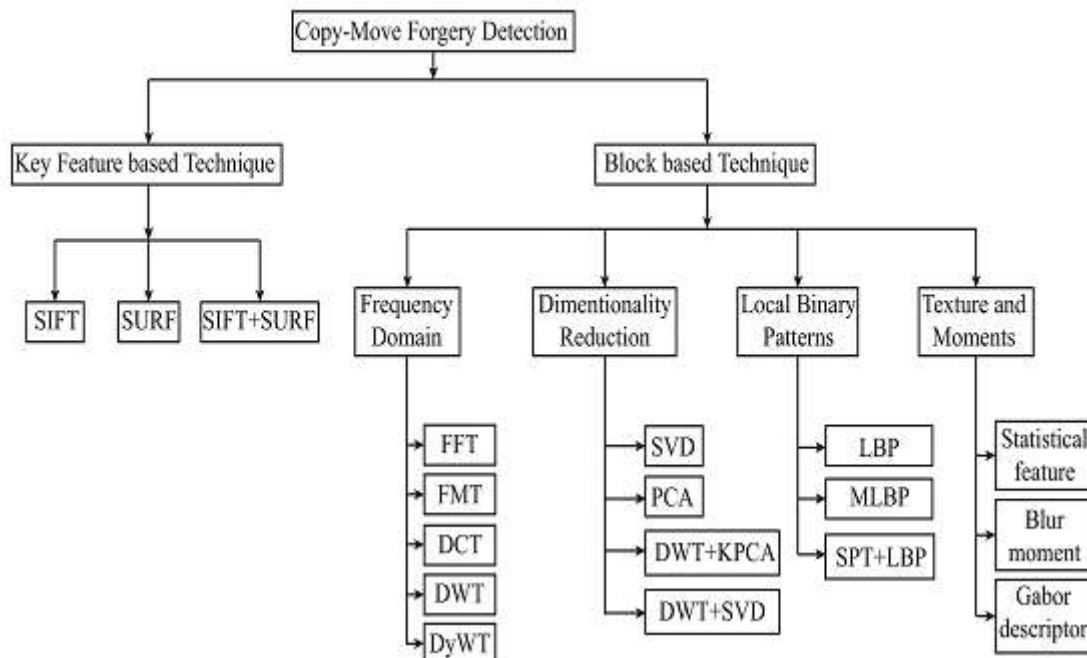 Copy-Move Forgery Detection
Key Feature based Technique
Block based Technique
SIFT
SURF
SIFT+SURF
Frequency
Domain
Dimentionality
Reduction
Local Binary
Patterns
Texture and
Moments
FFT
FMT
DCT
DWT
DyWT
SVD
PCA
DWT+KPCA
DWT+SVD
LBP
MLBP
SPT+LBP
Statistical
feature
Blur
moment
Gabor
descriptor